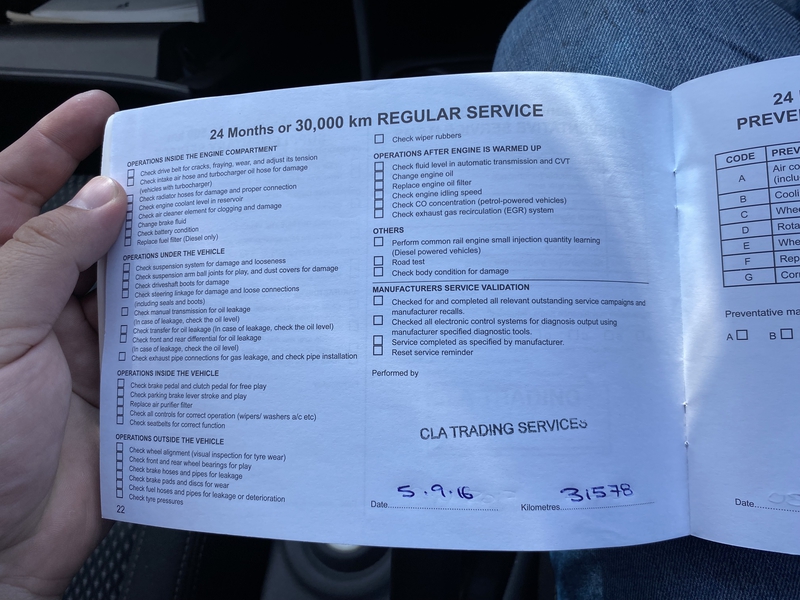 24 Months or 30,000 km REGULAR SERVICE
OPERATIONS INSIDE THE ENGINE COMPARTMENT
Check drive belt for cracks, fraying, wear, and adjust its tension
Check intake air hose and turbocharger oil hose for damage
(vehicles with turbocharger)
Check radiator hoses for damage and proper connection
Check engine coolant level in reservoir
Check air cleaner element for clogging and damage
Change brake fluid
Check battery condition
Replace fuel filter (Diesel only)
OPERATIONS UNDER THE VEHICLE
Check suspension system for damage and looseness
Check suspension arm ball joints for play, and dust covers for damage
Check driveshaft boots for damage
Check steering linkage for damage and loose connections
(including seals and boots)
Check manual transmission for oil leakage
(In case of leakage, check the oil level)
Check transfer for oil leakage (In case of leakage, check the oil level)
Check front and rear differential for oil leakage
(In case of leakage, check the oil level)
Check exhaust pipe connections for gas leakage, and check pipe installation
OPERATIONS INSIDE THE VEHICLE
Check brake pedal and clutch pedal for free play
Check parking brake lever stroke and play
Replace air purifier filter
Check all controls for correct operation (wipers/ washers a/c etc)
Check seatbelts for correct function
OPERATIONS OUTSIDE THE VEHICLE
Check wheel alignment (visual inspection for tyre wear)
Check front and rear wheel bearings for play
Check brake hoses and pipes for leakage
Check brake pads and discs for wear
Check fuel hoses and pipes for leakage or deterioration
Check tyre pressures
22
Check wiper rubbers
OPERATIONS AFTER ENGINE IS WARMED UP
Check fluid level in automatic transmission and CVT
Change engine oil
Replace engine oil filter
Check engine idling speed
Check CO concentration (petrol-powered vehicles)
Check exhaust gas recirculation (EGR) system
OTHERS
Perform common rail engine small injection quantity learning
(Diesel powered vehicles)
Road test
Check body condition for damage
MANUFACTURERS SERVICE VALIDATION
Checked for and completed all relevant outstanding service campaigns and
manufacturer recalls.
Checked all electronic control systems for diagnosis output using
manufacturer specified diagnostic tools.
Service completed as specified by manufacturer.
Reset service reminder
Performed by
CLA TRADING SERVICES
Date 5.9.16 Kilometres 31578
24
PREVE
CODE PREV
A Air co
(inclu
B Cooli
C Whee
D Rota
E Whe
F Rep
G Con
Preventative ma
A B
Date